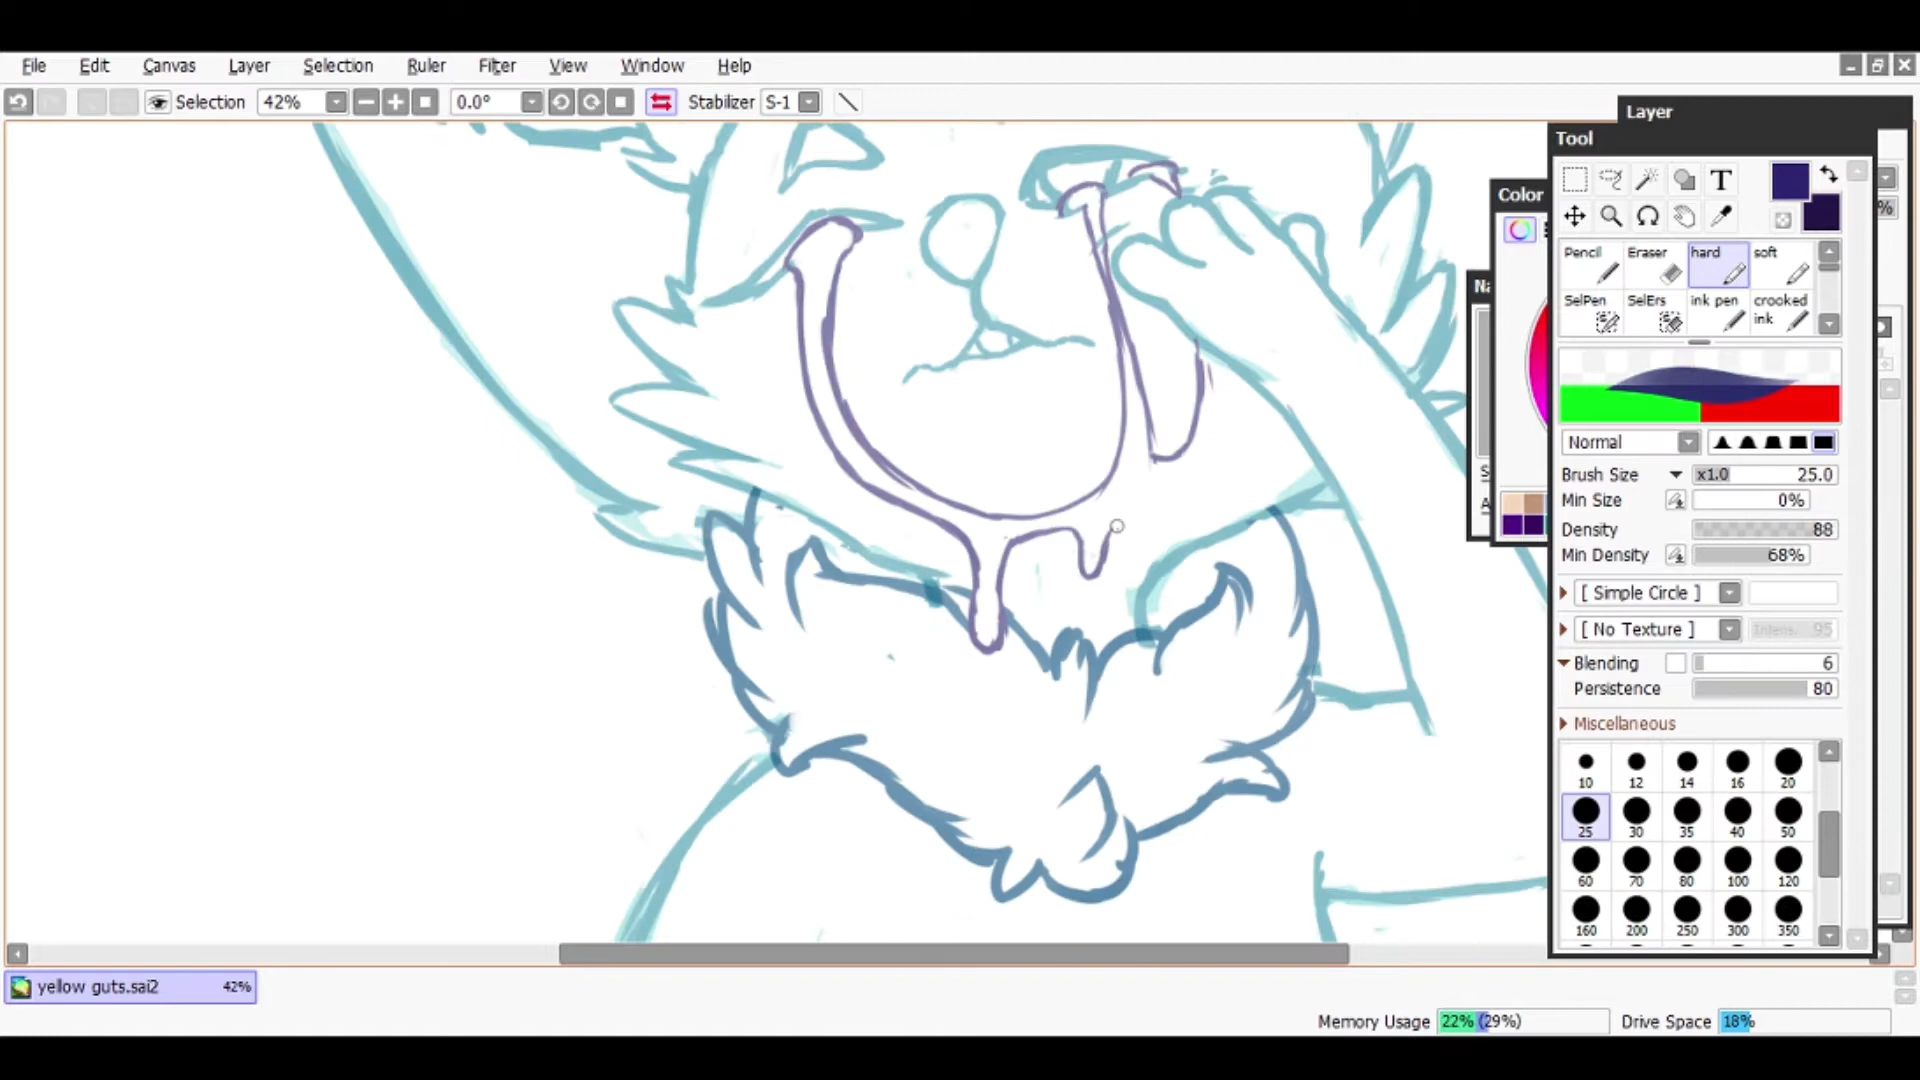 File Edit Canvas Layer Selection Ruler Filter View Window Help
Selection 42% 0.0° Stabilizer S-1
Layer
Tool
T
Color
%
Pencil Eraser hard soft
SelPen SelErs ink pen crooked
ink
Normal
Brush Size x1.0 25.0
Min Size 0%
Density 88
Min Density 68%
[ Simple Circle ]
[ No Texture ] Intens. 95
Blending 6
Persistence 80
Miscellaneous
10 12 14 16 20
25 30 35 40 50
60 70 80 100 120
160 200 250 300 350
yellow guts.sai2 42%
Memory Usage 22% (29%) Drive Space 18%